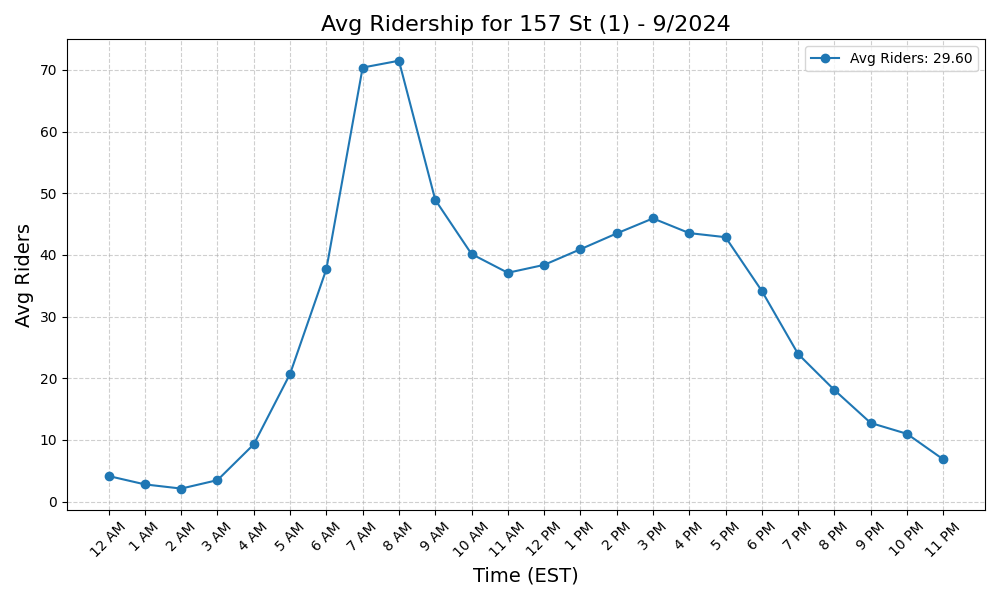 Avg Ridership for 157 St (1) - 9/2024
Avg Riders: 29.60
Avg Riders
70
60
50
40
30
20
10
0
12 AM
1 AM
2 AM
3 AM
4 AM
5 AM
6 AM
7 AM
8 AM
9 AM
10 AM
11 AM
12 PM
1 PM
2 PM
3 PM
4 PM
5 PM
6 PM
7 PM
8 PM
9 PM
10 PM
11 PM
Time (EST)